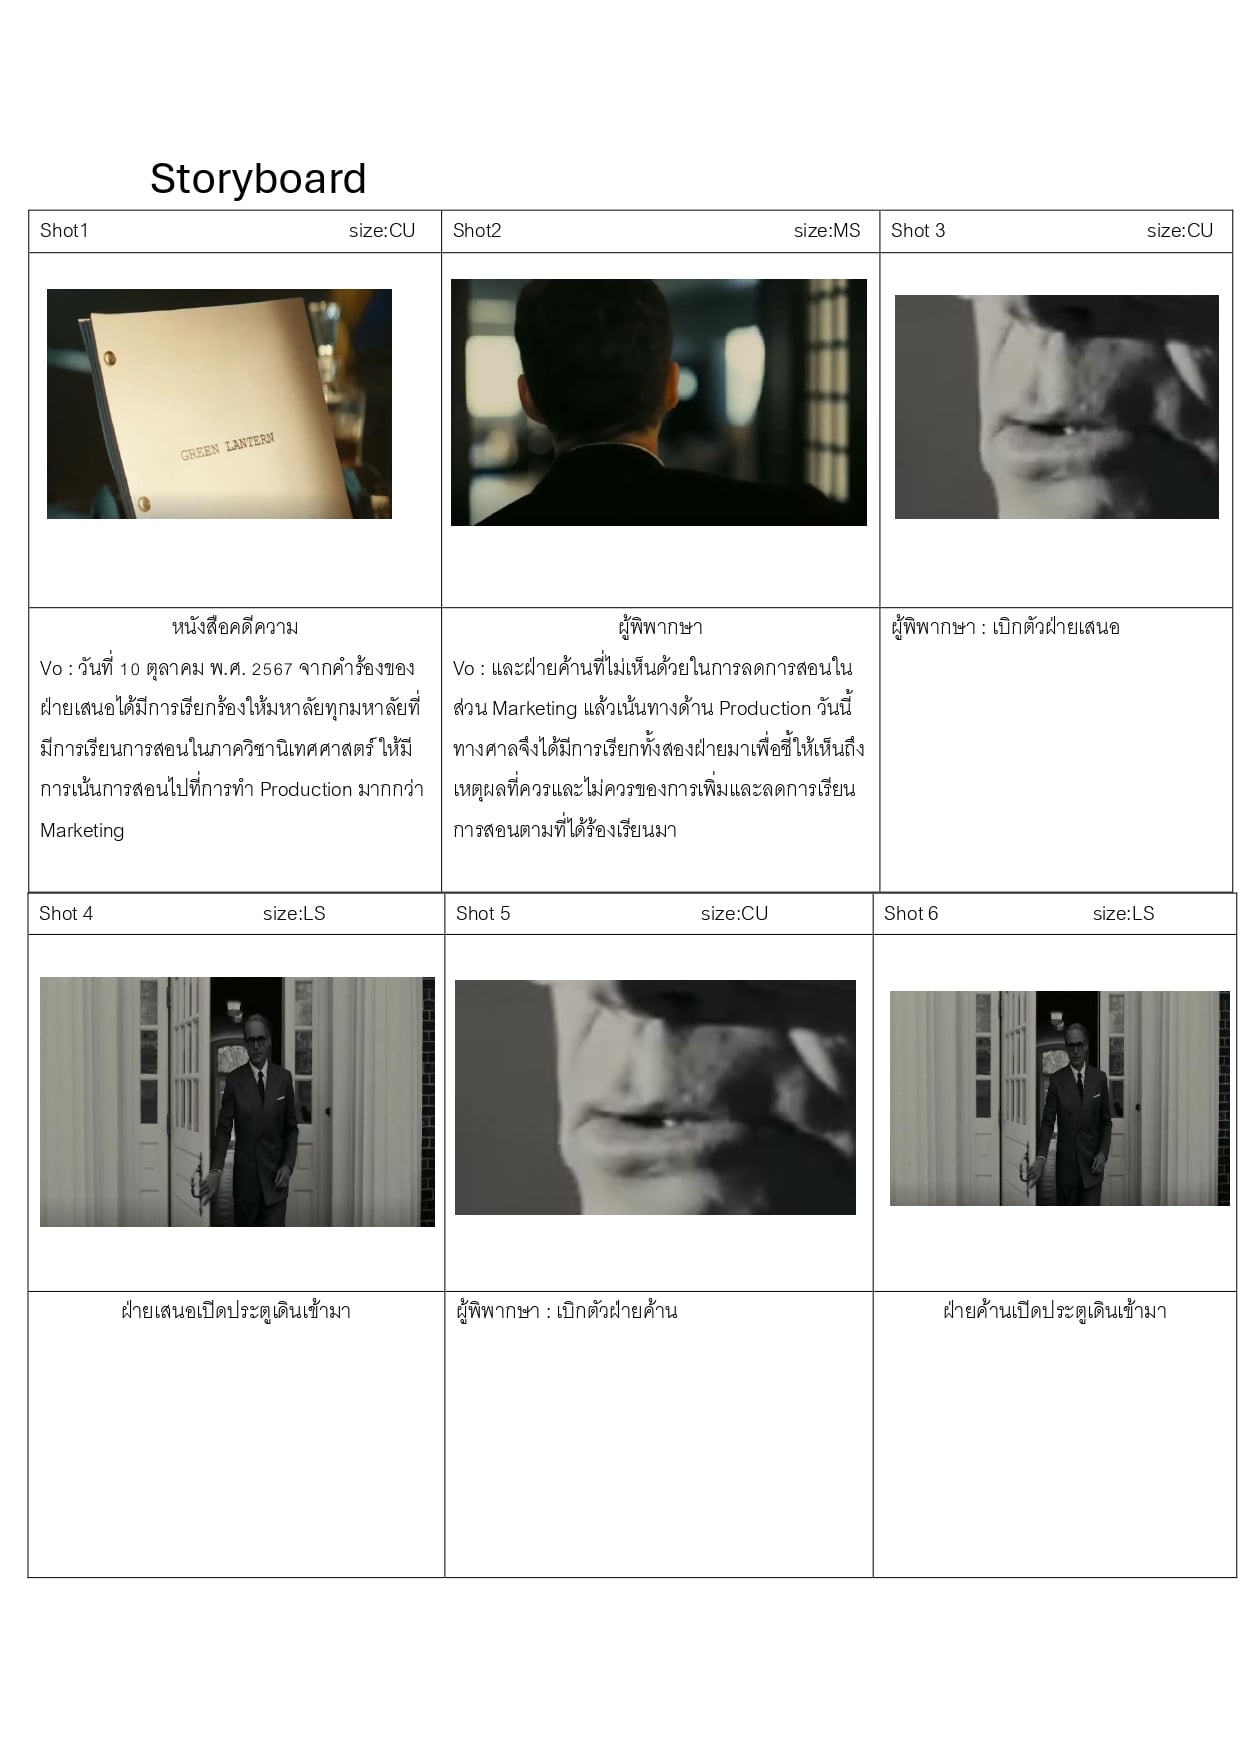 Storyboard
Shot1 size:CU
Shot2 size:MS
Shot 3 size:CU
GREEN LANTERN
หนังสือคดีความ
Vo : วันที่ 10 ตุลาคม พ.ศ. 2567 จากคำร้องของ
ฝ่ายเสนอได้มีการเรียกร้องให้มหาลัยทุกมหาลัยที่
มีการเรียนการสอนในภาควิชานิเทศศาสตร์ ให้มี
การเน้นการสอนไปที่การทำ Production มากกว่า
Marketing
ผู้พิพากษา
Vo : และฝ่ายค้านที่ไม่เห็นด้วยในการลดการสอนใน
ส่วน Marketing แล้วเน้นทางด้าน Production วันนี้
ทางศาลจึงได้มีการเรียกทั้งสองฝ่ายมาเพื่อชี้ให้เห็นถึง
เหตุผลที่ควรและไม่ควรของการเพิ่มและลดการเรียน
การสอนตามที่ได้ร้องเรียนมา
ผู้พิพากษา : เบิกตัวฝ่ายเสนอ
Shot 4 size:LS
Shot 5 size:CU
Shot 6 size:LS
ฝ่ายเสนอเปิดประตูเดินเข้ามา
ผู้พิพากษา : เบิกตัวฝ่ายค้าน
ฝ่ายค้านเปิดประตูเดินเข้ามา